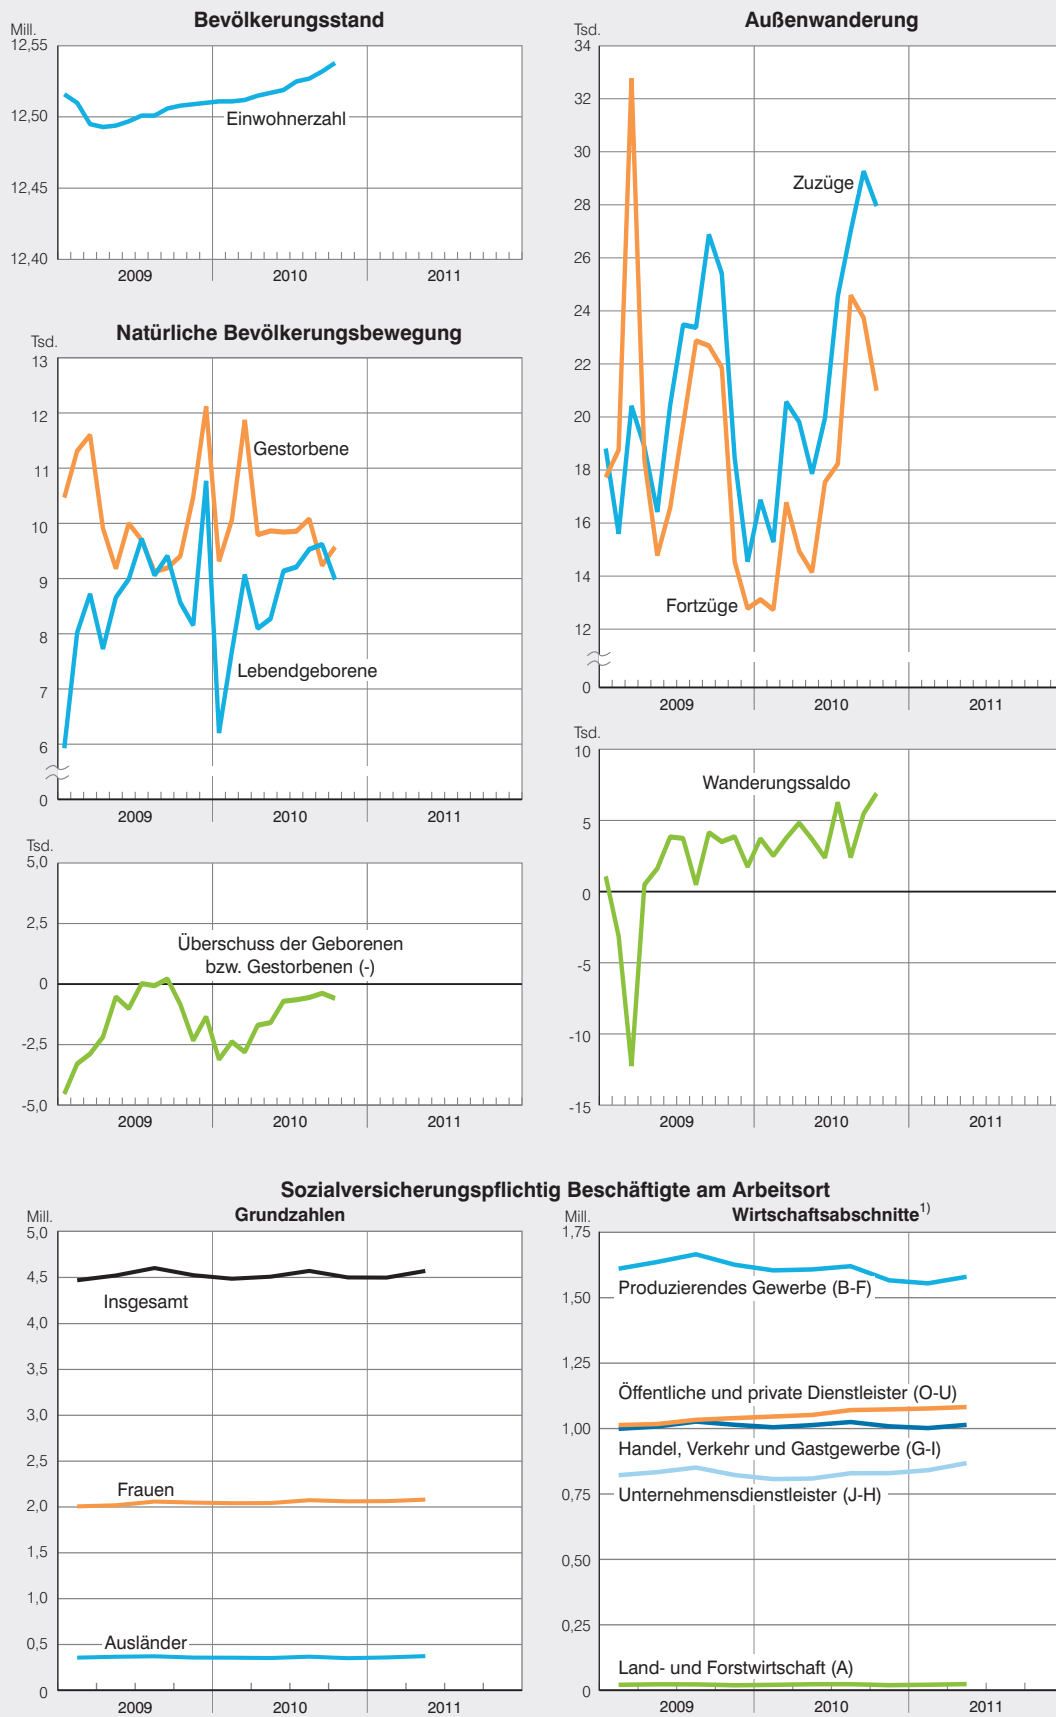 Bevölkerungsstand
Mill.
12,55
12,50
12,45
12,40
Einwohnerzahl
2009
2010
2011
Natürliche Bevölkerungsbewegung
Tsd.
13
12
11
10
9
8
7
6
0
Gestorbene
Lebendgeborene
2009
2010
2011
Tsd.
5,0
2,5
0
-2,5
-5,0
Überschuss der Geborenen
bzw. Gestorbenen (-)
2009
2010
2011
Außenwanderung
Tsd.
34
32
30
28
26
24
22
20
18
16
14
12
0
Zuzüge
Fortzüge
2009
2010
2011
Tsd.
10
5
0
-5
-10
-15
Wanderungssaldo
2009
2010
2011
Sozialversicherungspflichtig Beschäftigte am Arbeitsort
Grundzahlen
Mill.
5,0
4,5
4,0
3,5
3,0
2,5
2,0
1,5
1,0
0,5
0
Insgesamt
Frauen
Ausländer
2009
2010
2011
Wirtschaftsabschnitte1)
Mill.
1,75
1,50
1,25
1,00
0,75
0,50
0,25
0
Produzierendes Gewerbe (B-F)
Öffentliche und private Dienstleister (O-U)
Handel, Verkehr und Gastgewerbe (G-I)
Unternehmensdienstleister (J-H)
Land- und Forstwirtschaft (A)
2009
2010
2011